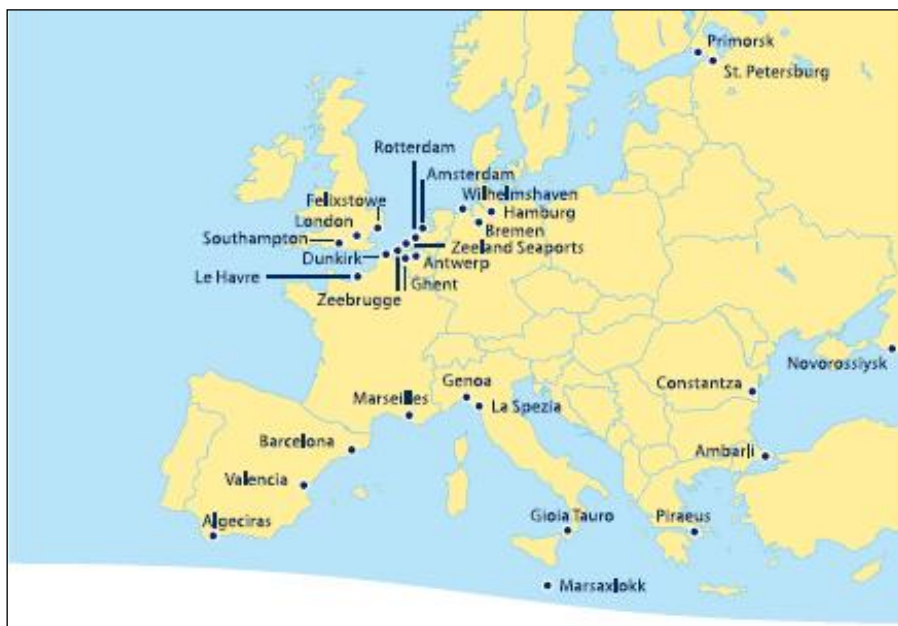 Primorsk
St. Petersburg
Rotterdam
Amsterdam
Wilhelmshaven
Felixstowe
Hamburg
London
Bremen
Southampton
Zeeland Seaports
Dunkirk
Antwerp
Le Havre
Ghent
Zeebrugge
Novorossiysk
Genoa
Constantza
Marseilles
La Spezia
Barcelona
Ambarli
Valencia
Algeciras
Gioia Tauro
Piraeus
Marsaxlokk